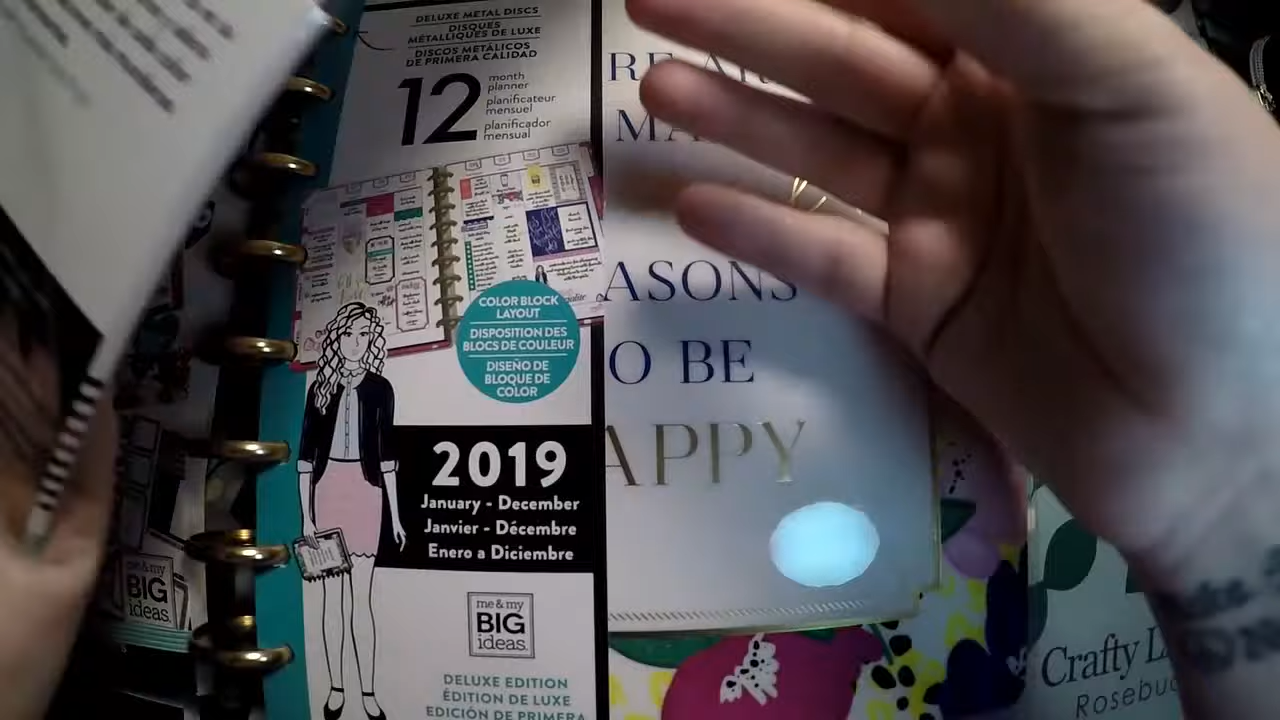 DELUXE METAL DISCS
DISQUES
MÉTALLIQUES DE LUXE
DISCOS METÁLICOS
DE PRIMERA CALIDAD
12
month
planner
planificateur
mensuel
planificador
mensual
COLOR BLOCK
LAYOUT
DISPOSITION DES
BLOCS DE COULEUR
DISEÑO DE
BLOQUE DE
COLOR
2019
January - December
Janvier - Décembre
Enero a Diciembre
me & my
BIG
ideas.
DELUXE EDITION
ÉDITION DE LUXE
EDICIÓN DE PRIMERA
RE AR
MA
ASONS
O BE
APPY
BIG
ideas.
Crafty L
Rosebud